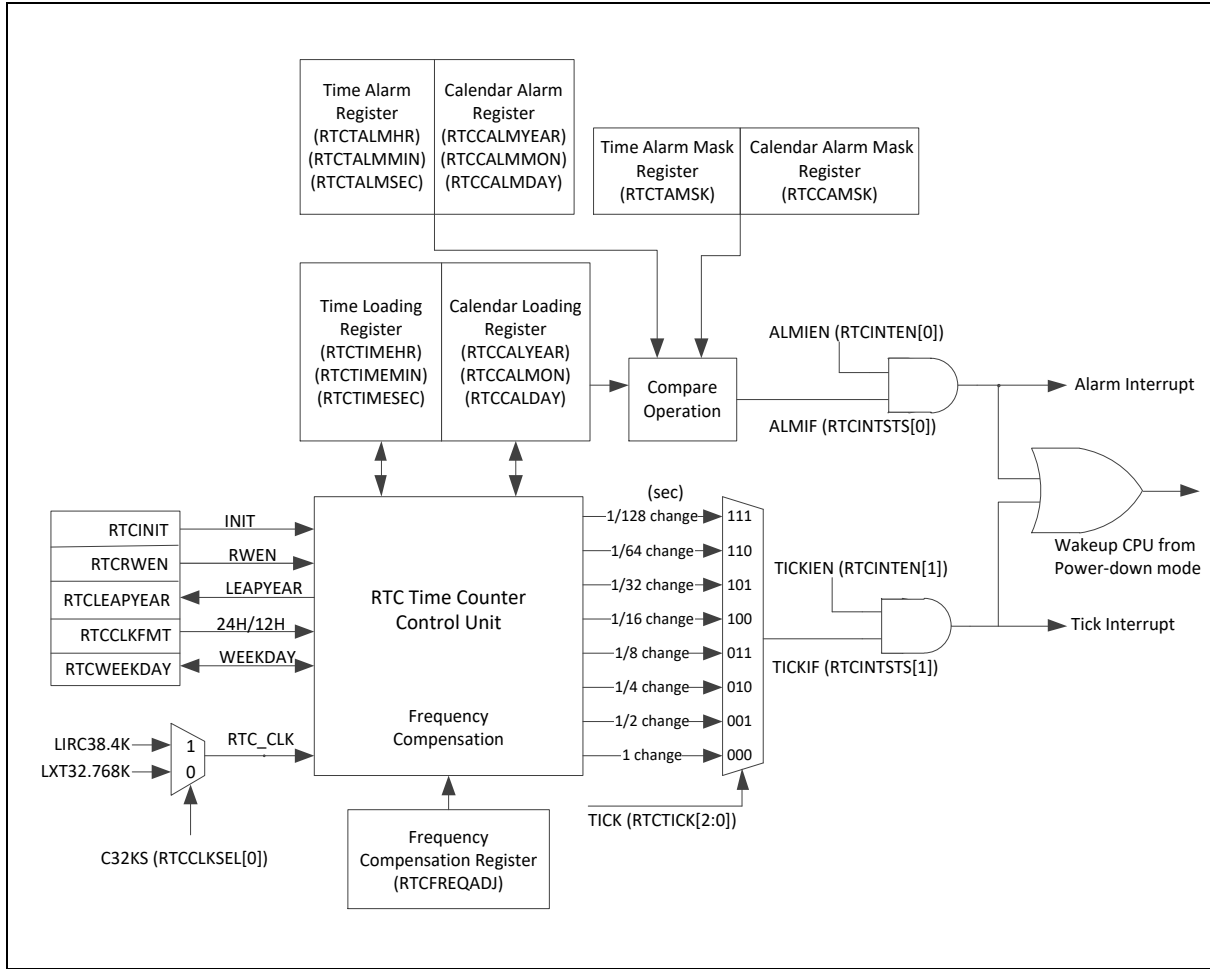 Time Alarm
Register
(RTCTALMHR)
(RTCTALMMIN)
(RTCTALMSEC)
Calendar Alarm
Register
(RTCCALMYEAR)
(RTCCALMMON)
(RTCCALMDAY)
Time Alarm Mask
Register
(RTCTAMSK)
Calendar Alarm Mask
Register
(RTCCAMSK)
Time Loading
Register
(RTCTIMEHR)
(RTCTIMEMIN)
(RTCTIMESEC)
Calendar Loading
Register
(RTCCALYEAR)
(RTCCALMON)
(RTCCALDAY)
Compare
Operation
ALMIEN (RTCINTEN[0])
ALMIF (RTCINTSTS[0])
Alarm Interrupt
Wakeup CPU from
Power-down mode
RTCINIT
INIT
RTCRWEN
RWEN
RTCLEAPYEAR
LEAPYEAR
RTCCLKFMT
24H/12H
RTCWEEKDAY
WEEKDAY
RTC Time Counter
Control Unit
Frequency
Compensation
(sec)
1/128 change
111
1/64 change
110
1/32 change
101
1/16 change
100
1/8 change
011
1/4 change
010
1/2 change
001
1 change
000
TICKIEN (RTCINTEN[1])
TICKIF (RTCINTSTS[1])
Tick Interrupt
LIRC38.4K
1
LXT32.768K
0
RTC_CLK
C32KS (RTCCLKSEL[0])
TICK (RTCTICK[2:0])
Frequency
Compensation Register
(RTCFREQADJ)